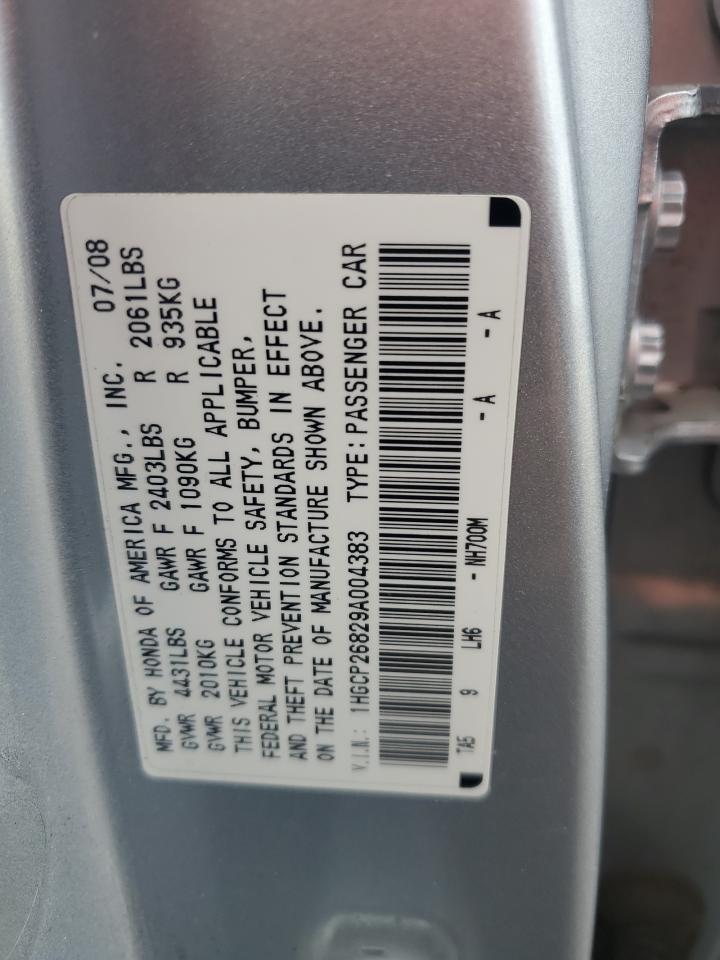 MFD. BY HONDA OF AMERICA MFG., INC. 07/08
GVWR 4431LBS GAWR F 2403LBS R 2061LBS
GVWR 2010KG GAWR F 1090KG R 935KG
THIS VEHICLE CONFORMS TO ALL APPLICABLE
FEDERAL MOTOR VEHICLE SAFETY, BUMPER,
AND THEFT PREVENTION STANDARDS IN EFFECT
ON THE DATE OF MANUFACTURE SHOWN ABOVE.
V.I.N.: 1HGCP26829A004383 TYPE: PASSENGER CAR
TA5 9 LH6 - NH700M - A - A